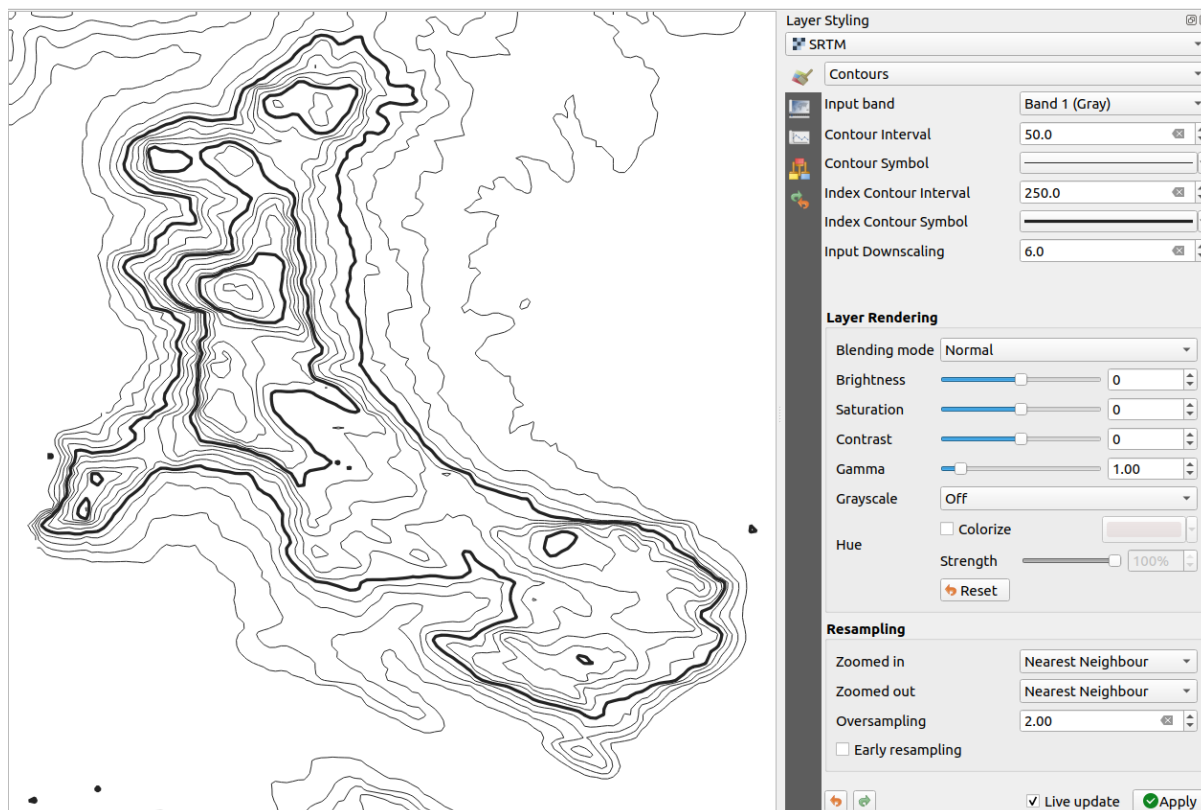 Layer Styling
SRTM
Contours
Input band Band 1 (Gray)
Contour Interval 50.0
Contour Symbol
Index Contour Interval 250.0
Index Contour Symbol
Input Downscaling 6.0
Layer Rendering
Blending mode Normal
Brightness 0
Saturation 0
Contrast 0
Gamma 1.00
Grayscale Off
Hue Colorize
Strength 100%
Reset
Resampling
Zoomed in Nearest Neighbour
Zoomed out Nearest Neighbour
Oversampling 2.00
Early resampling
Live update Apply